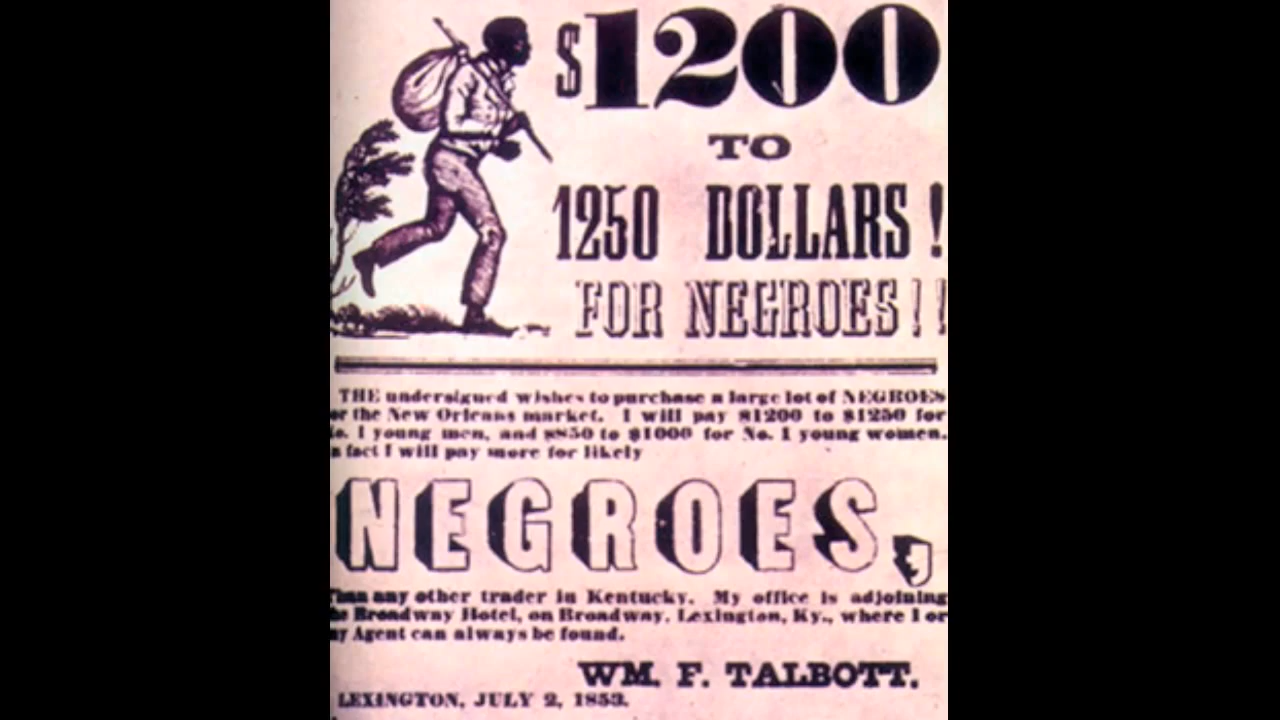 $1200
TO
1250 DOLLARS!
FOR NEGROES!!
THE undersigned wishes to purchase a large lot of NEGROES
or the New Orleans market. I will pay $1200 to $1250 for
o. 1 young men, and $850 to $1000 for No. 1 young women.
n fact I will pay more for likely
NEGROES,
Than any other trader in Kentucky. My office is adjoining
he Broadway Hotel, on Broadway, Lexington, Ky., where I or
my Agent can always be found.
WM. F. TALBOTT.
LEXINGTON, JULY 2, 1853.